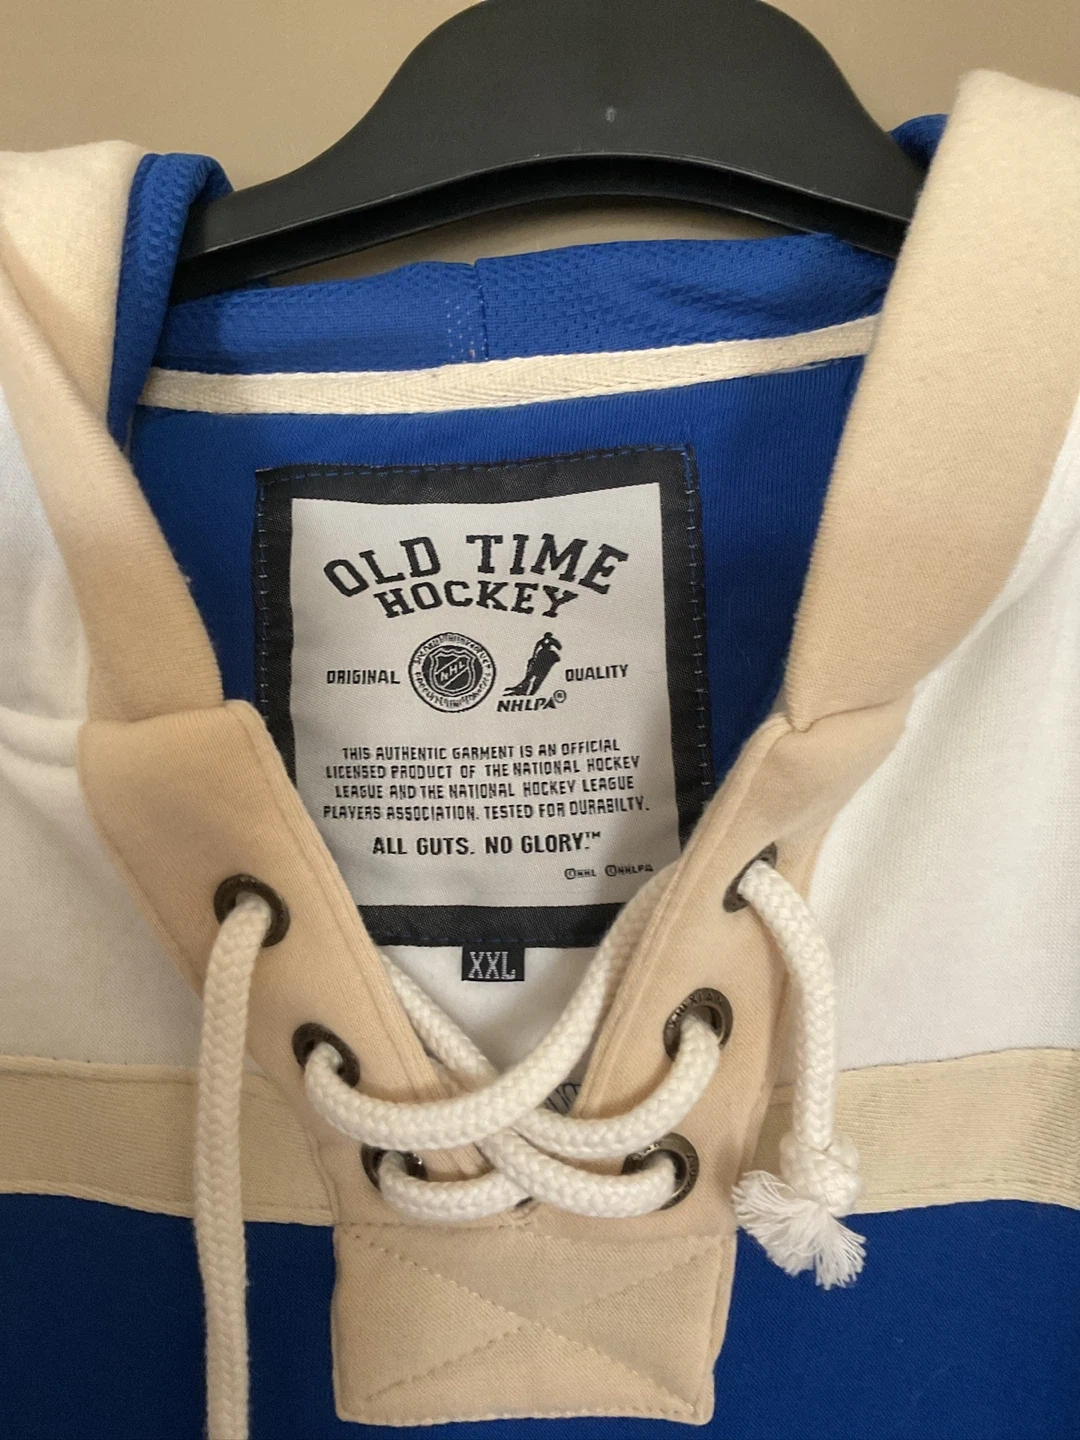 OLD TIME
HOCKEY
ORIGINAL NHL NHLPA® QUALITY
THIS AUTHENTIC GARMENT IS AN OFFICIAL
LICENSED PRODUCT OF THE NATIONAL HOCKEY
LEAGUE AND THE NATIONAL HOCKEY LEAGUE
PLAYERS ASSOCIATION. TESTED FOR DURABILTY.
ALL GUTS. NO GLORY.™
©NHL ©NHLPA
XXL